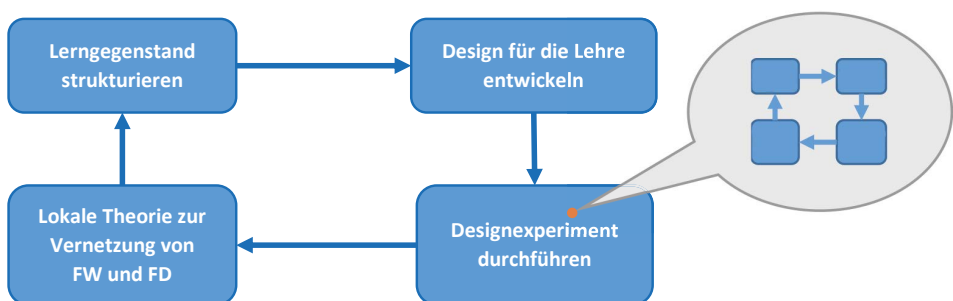 Lerngegenstand
strukturieren
Design für die Lehre
entwickeln
Lokale Theorie zur
Vernetzung von
FW und FD
Designexperiment
durchführen